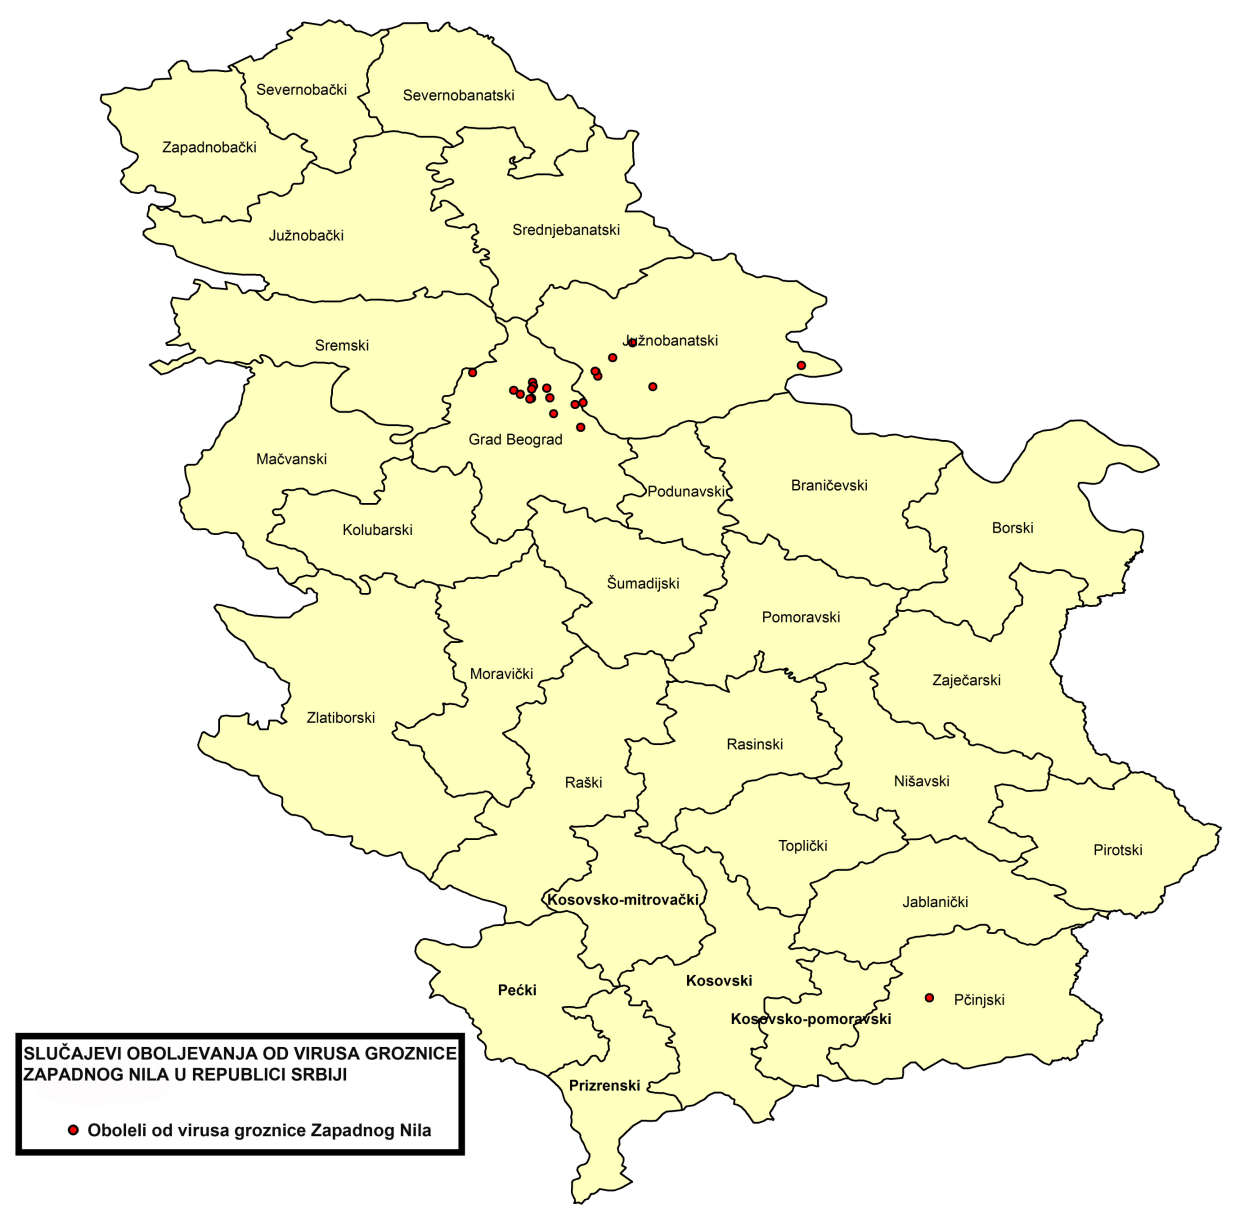 Severnobački
Severnobanatski
Zapadnobački
Južnobački
Srednjebanatski
Sremski
Južnobanatski
Grad Beograd
Mačvanski
Podunavski
Braničevski
Kolubarski
Borski
Šumadijski
Pomoravski
Moravički
Zaječarski
Zlatiborski
Rasinski
Raški
Nišavski
Toplički
Pirotski
Kosovsko-mitrovački
Jablanički
Pećki
Kosovski
Pčinjski
Kosovsko-pomoravski
Prizrenski
SLUČAJEVI OBOLJEVANJA OD VIRUSA GROZNICE
ZAPADNOG NILA U REPUBLICI SRBIJI
Oboleli od virusa groznice Zapadnog Nila